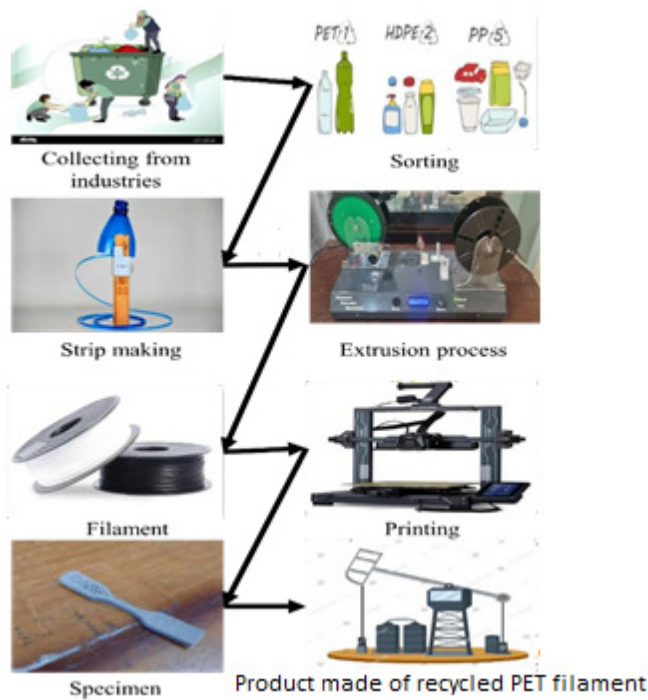 PET 1 HDPE 2 PP 5
Collecting from
industries
Sorting
Strip making
Extrusion process
Filament
Printing
Specimen
Product made of recycled PET filament